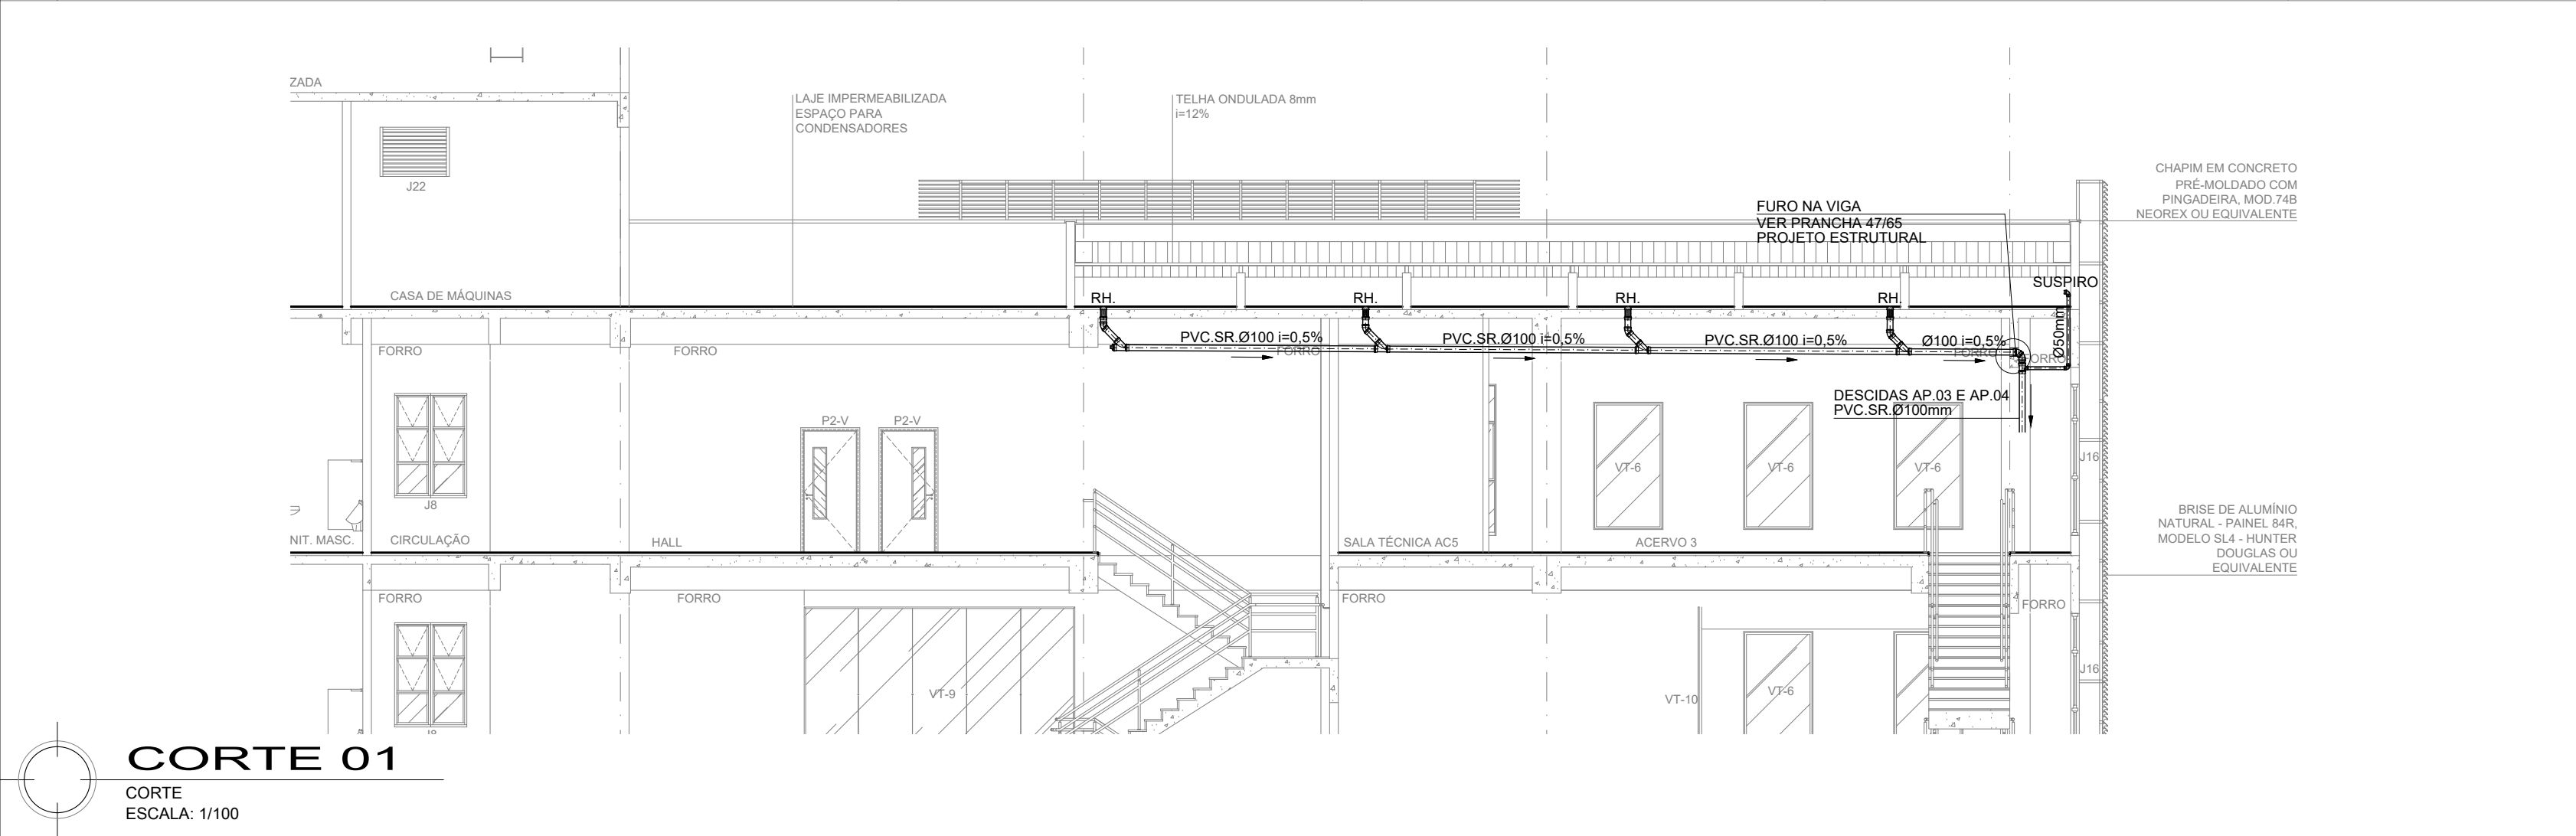 ZADA
LAJE IMPERMEABILIZADA
ESPAÇO PARA
CONDENSADORES
TELHA ONDULADA 8mm
i=12%
J22
CHAPIM EM CONCRETO
PRÉ-MOLDADO COM
PINGADEIRA, MOD.74B
NEOREX OU EQUIVALENTE
FURO NA VIGA
VER PRANCHA 47/65
PROJETO ESTRUTURAL
SUSPIRO
CASA DE MÁQUINAS
RH.
RH.
RH.
RH.
PVC.SR.Ø100 i=0,5%
PVC.SR.Ø100 i=0,5%
PVC.SR.Ø100 i=0,5%
Ø100 i=0,5%
Ø50mm
FORRO
FORRO
FORRO
FORRO
FORRO
DESCIDAS AP.03 E AP.04
PVC.SR.Ø100mm
P2-V
P2-V
VT-6
VT-6
VT-6
J16
J8
NIT. MASC.
CIRCULAÇÃO
HALL
SALA TÉCNICA AC5
ACERVO 3
BRISE DE ALUMÍNIO
NATURAL - PAINEL 84R,
MODELO SL4 - HUNTER
DOUGLAS OU
EQUIVALENTE
FORRO
FORRO
FORRO
FORRO
J16
VT-9
VT-10
VT-6
CORTE 01
CORTE
ESCALA: 1/100